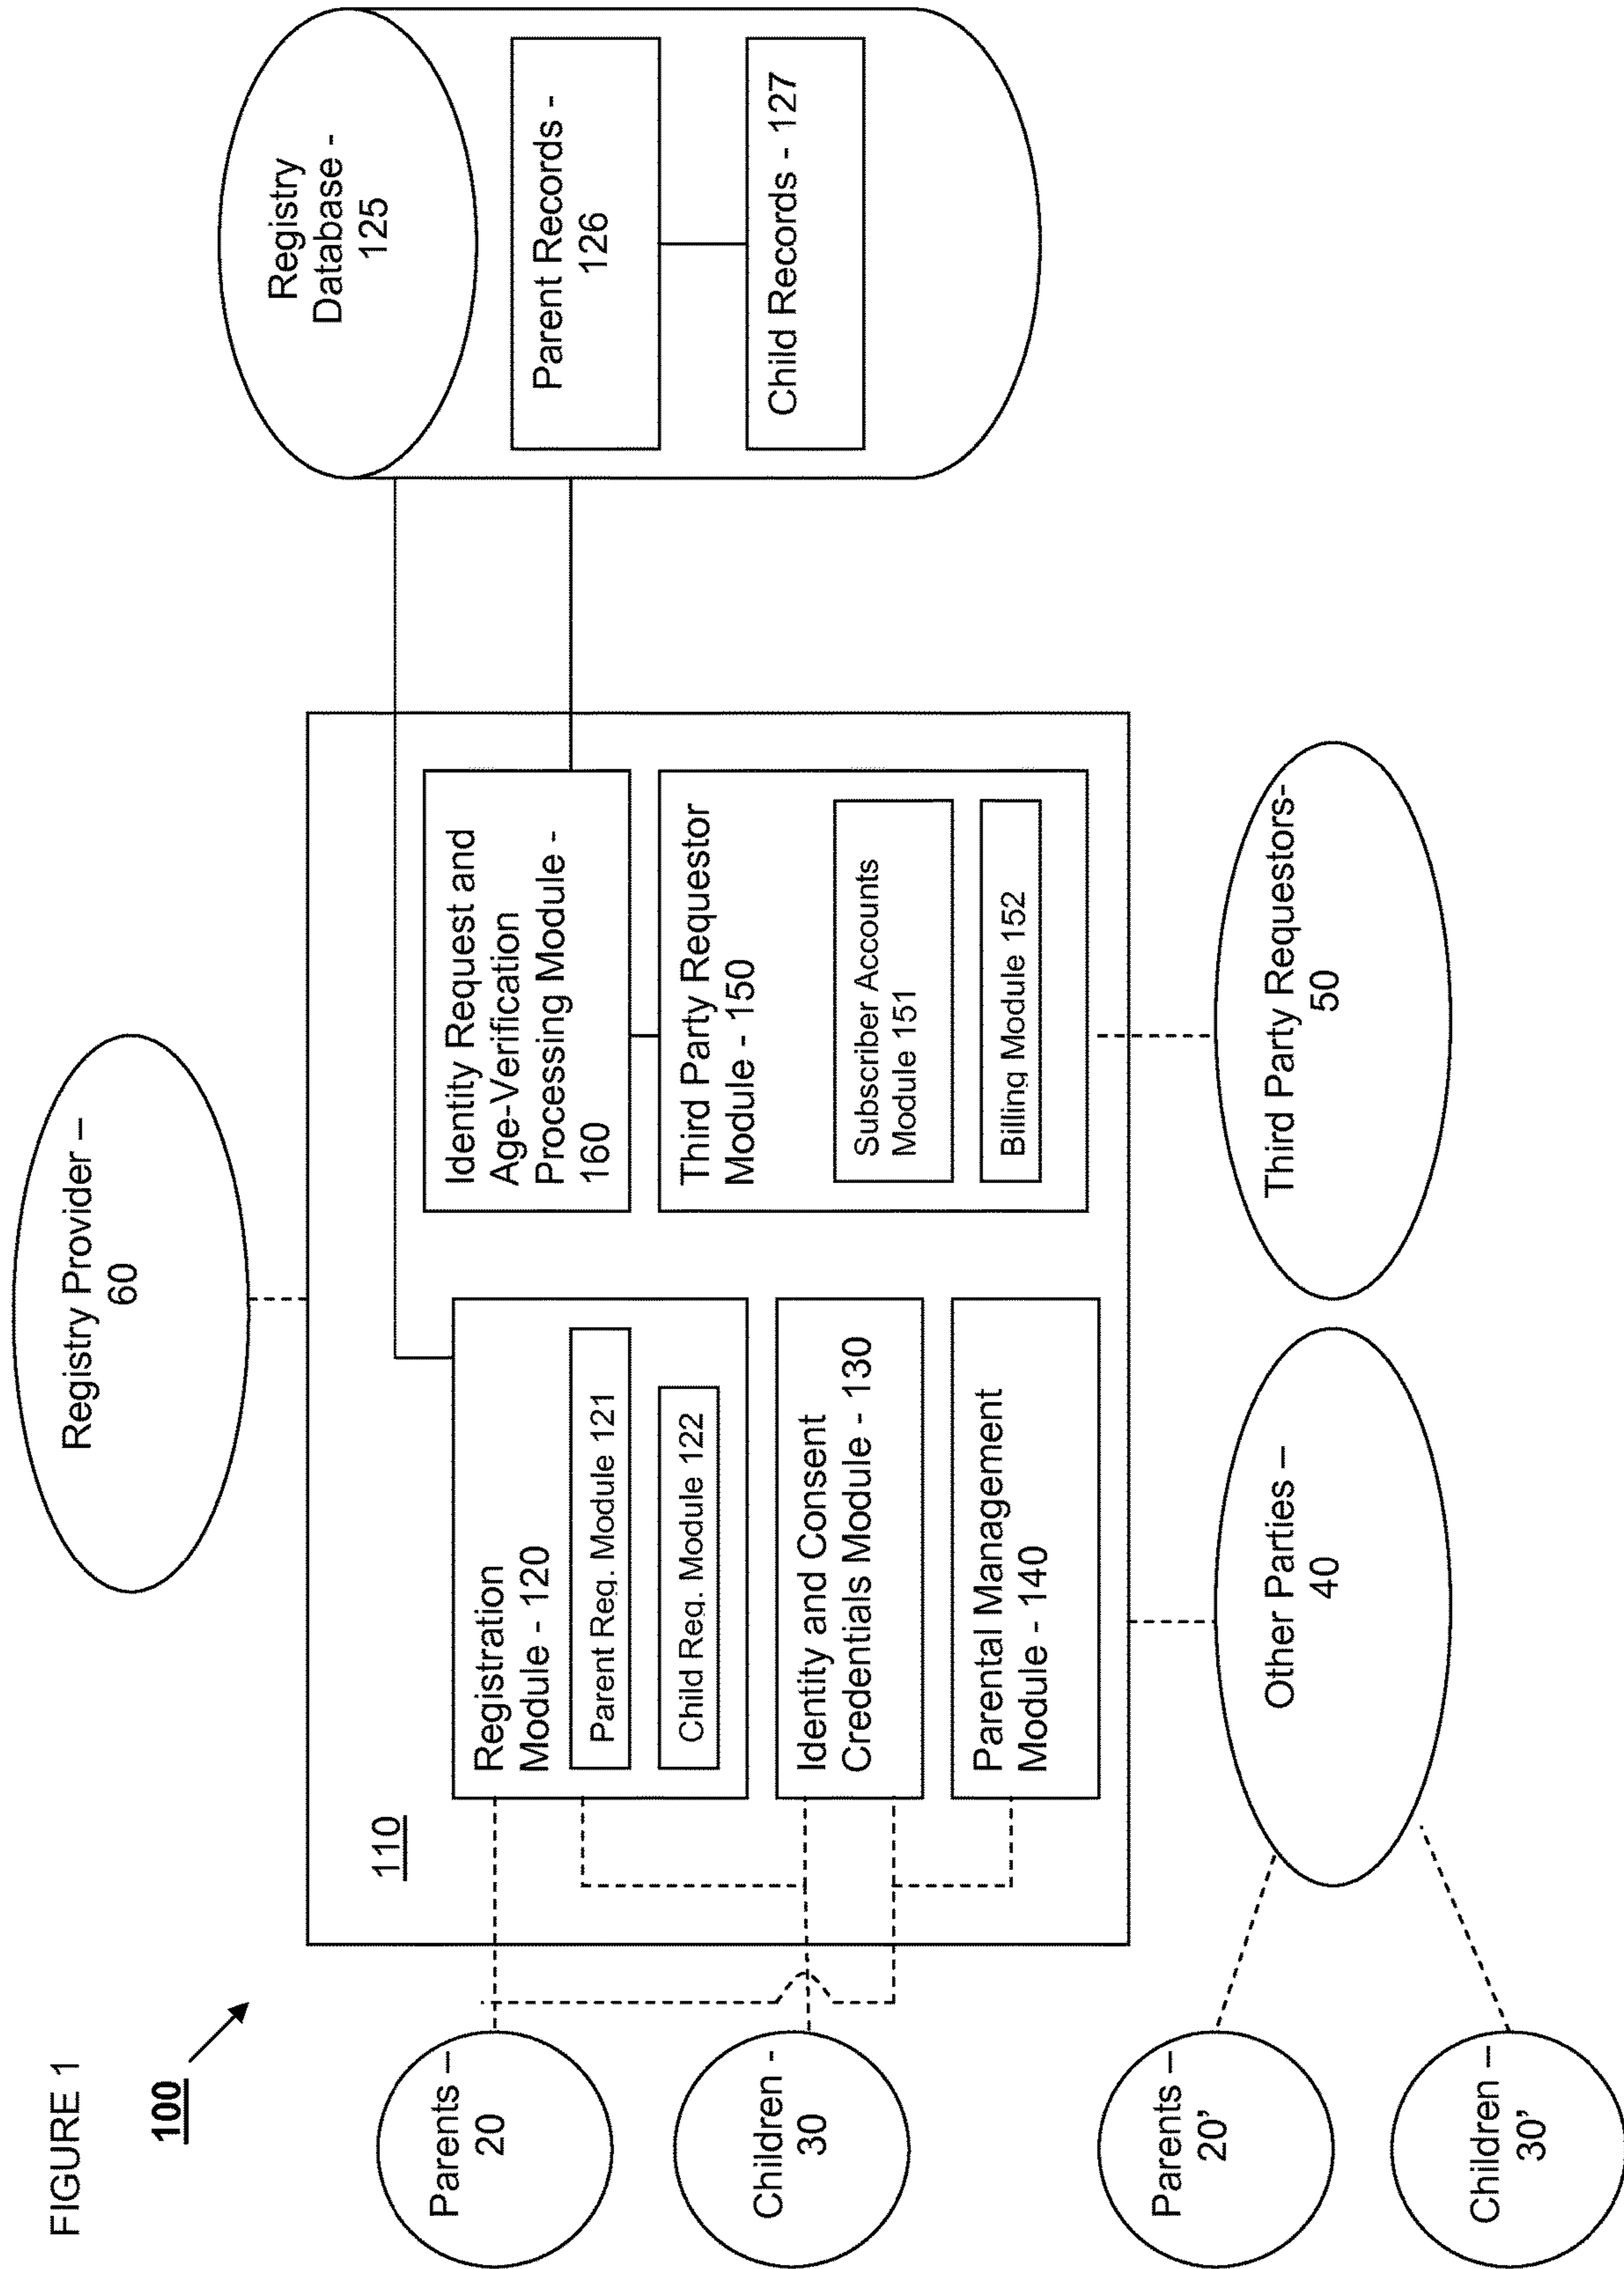 FIGURE 1
100
Registry Provider –
60
110
Parents –
20
Children -
30
Parents –
20’
Children –
30’
Registration
Module - 120
Parent Reg. Module 121
Child Reg. Module 122
Identity and Consent
Credentials Module - 130
Parental Management
Module - 140
Identity Request and
Age-Verification
Processing Module -
160
Third Party Requestor
Module - 150
Subscriber Accounts
Module 151
Billing Module 152
Registry
Database -
125
Parent Records -
126
Child Records - 127
Other Parties –
40
Third Party Requestors-
50